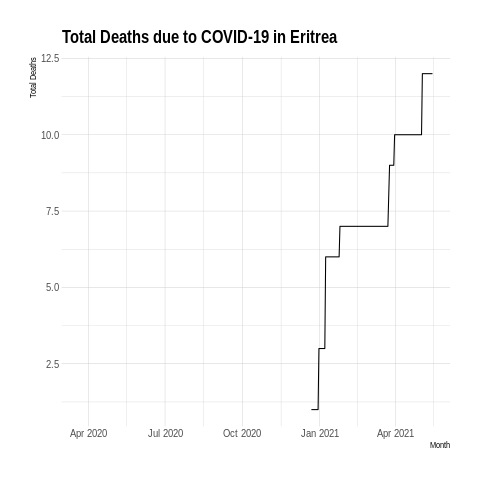 Total Deaths due to COVID-19 in Eritrea
Total Deaths
12.5
10.0
7.5
5.0
2.5
Apr 2020 Jul 2020 Oct 2020 Jan 2021 Apr 2021
Month